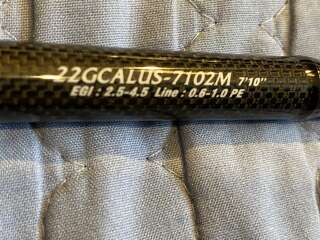 22GCALUS-7102M 7'10"
EGI : 2.5-4.5 Line : 0.6-1.0 PE